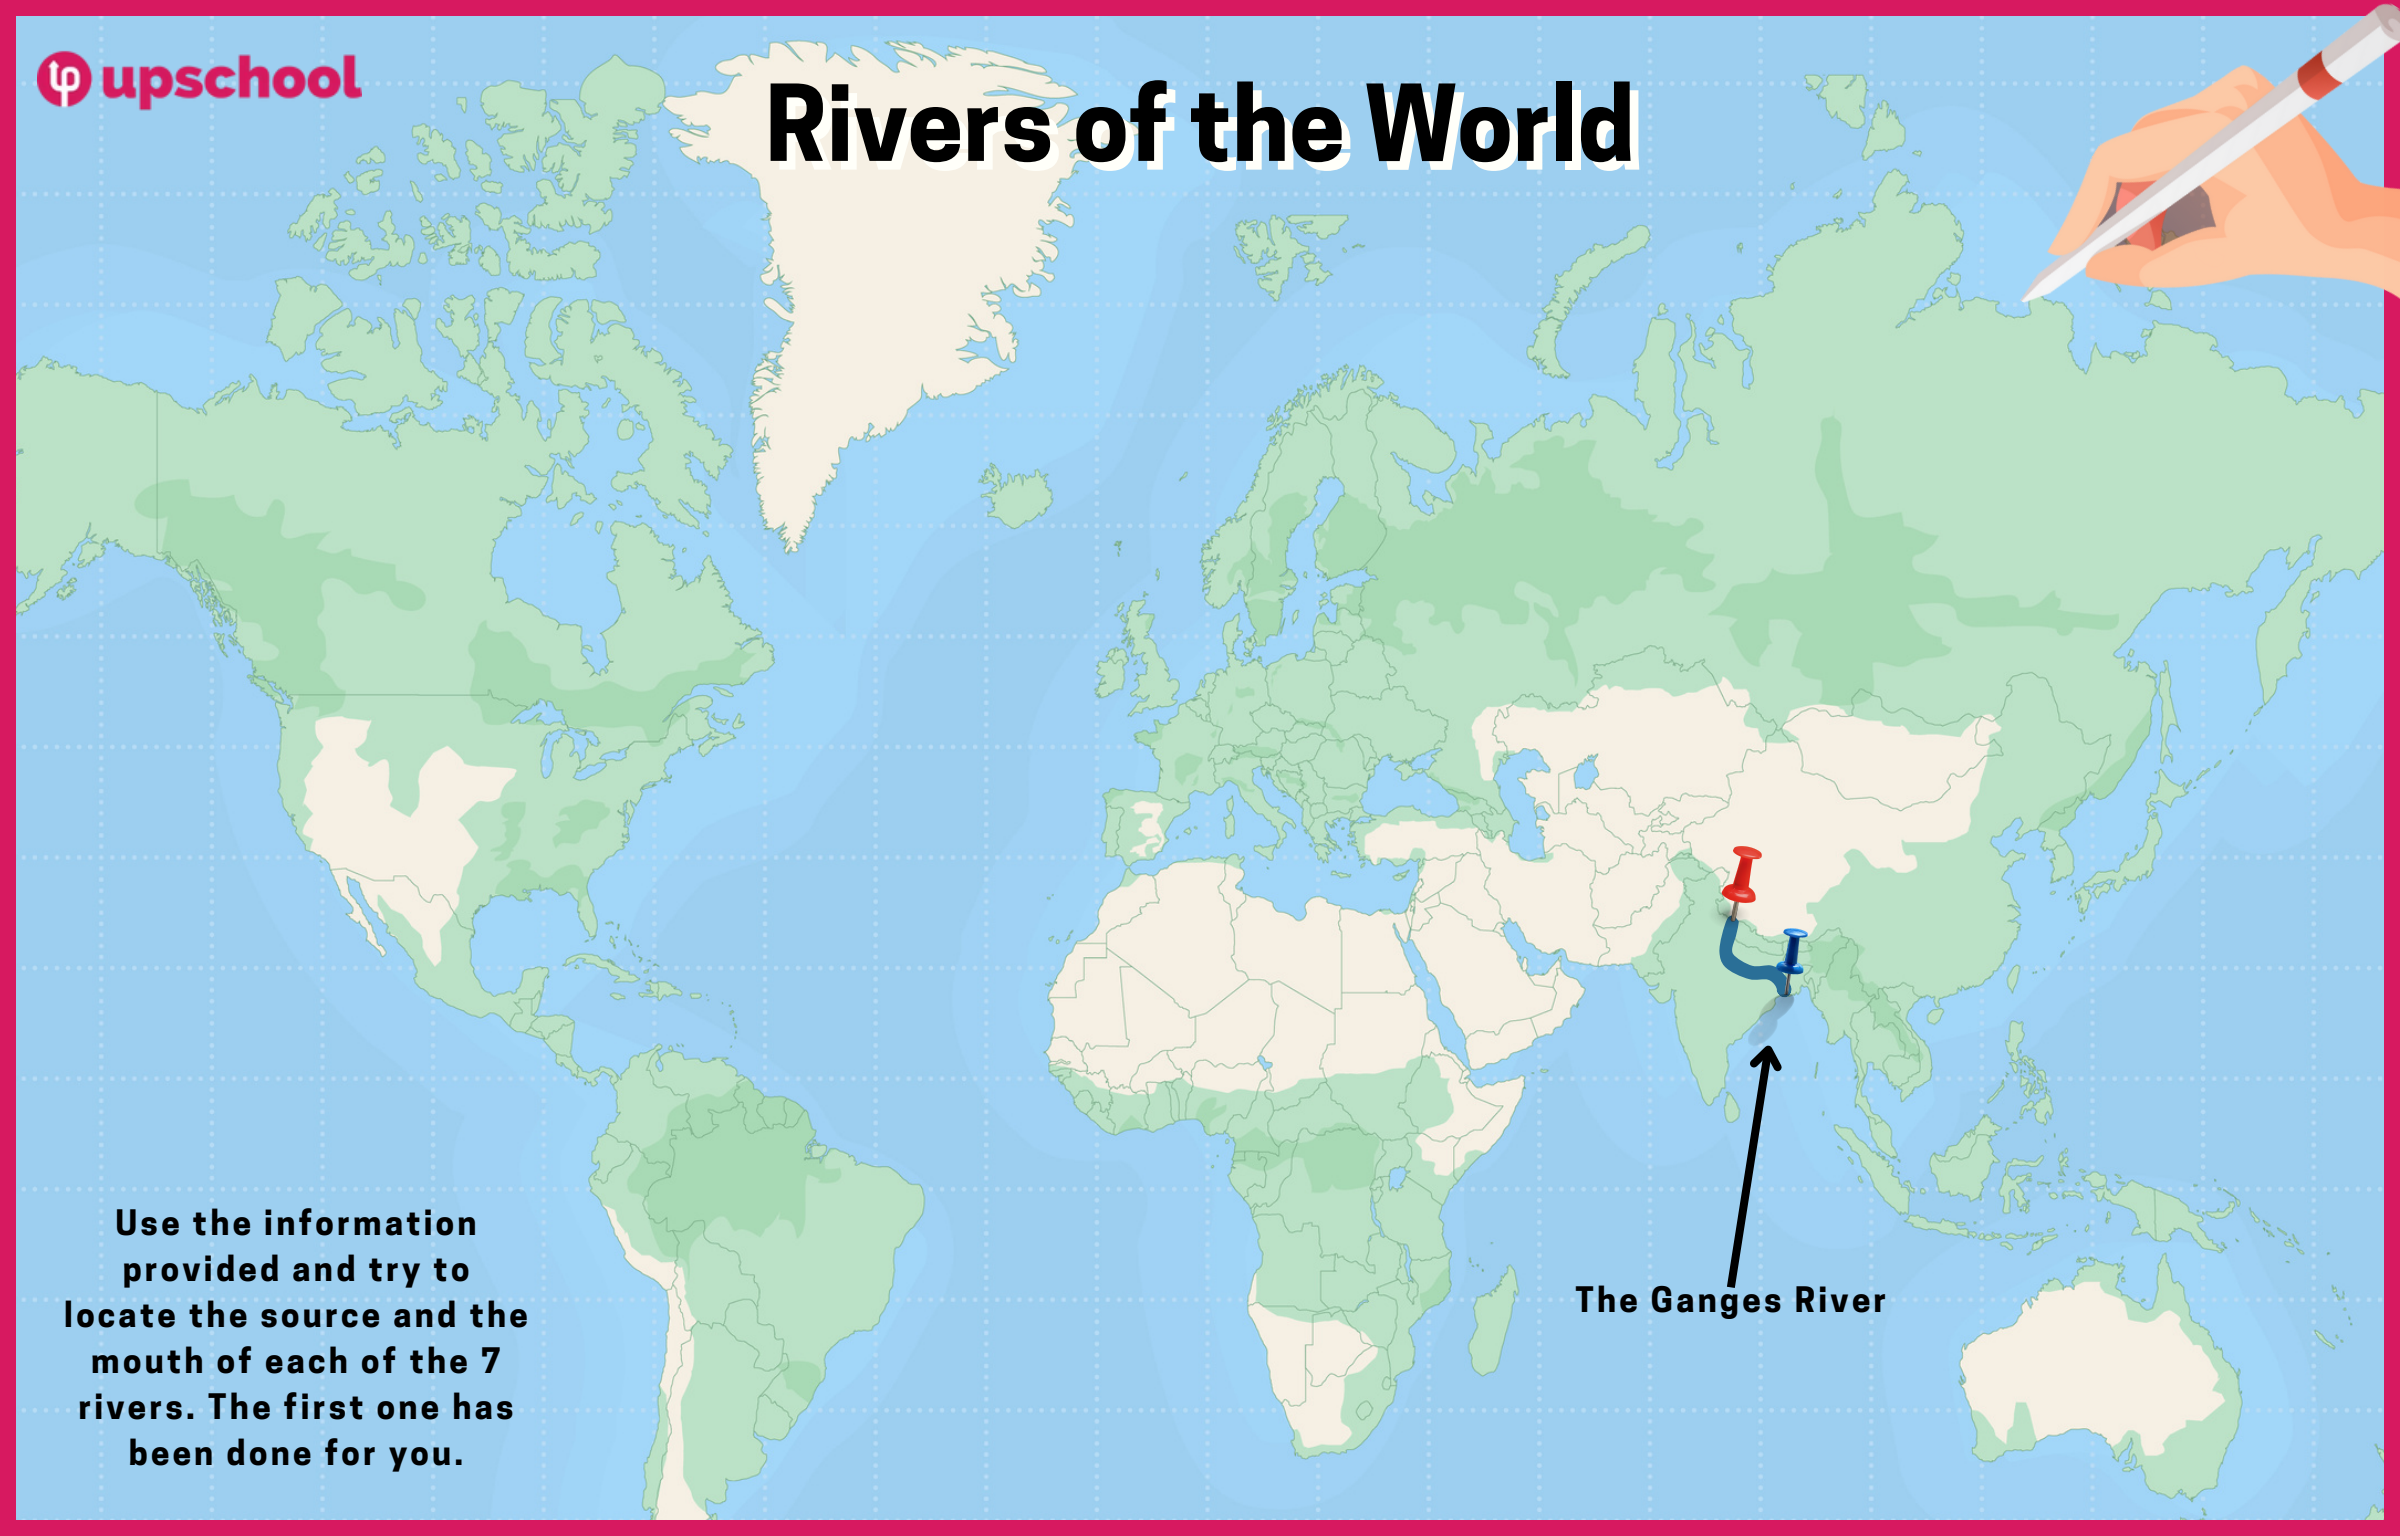 upschool
Rivers of the World
Use the information
provided and try to
locate the source and the
mouth of each of the 7
rivers. The first one has
been done for you.
The Ganges River